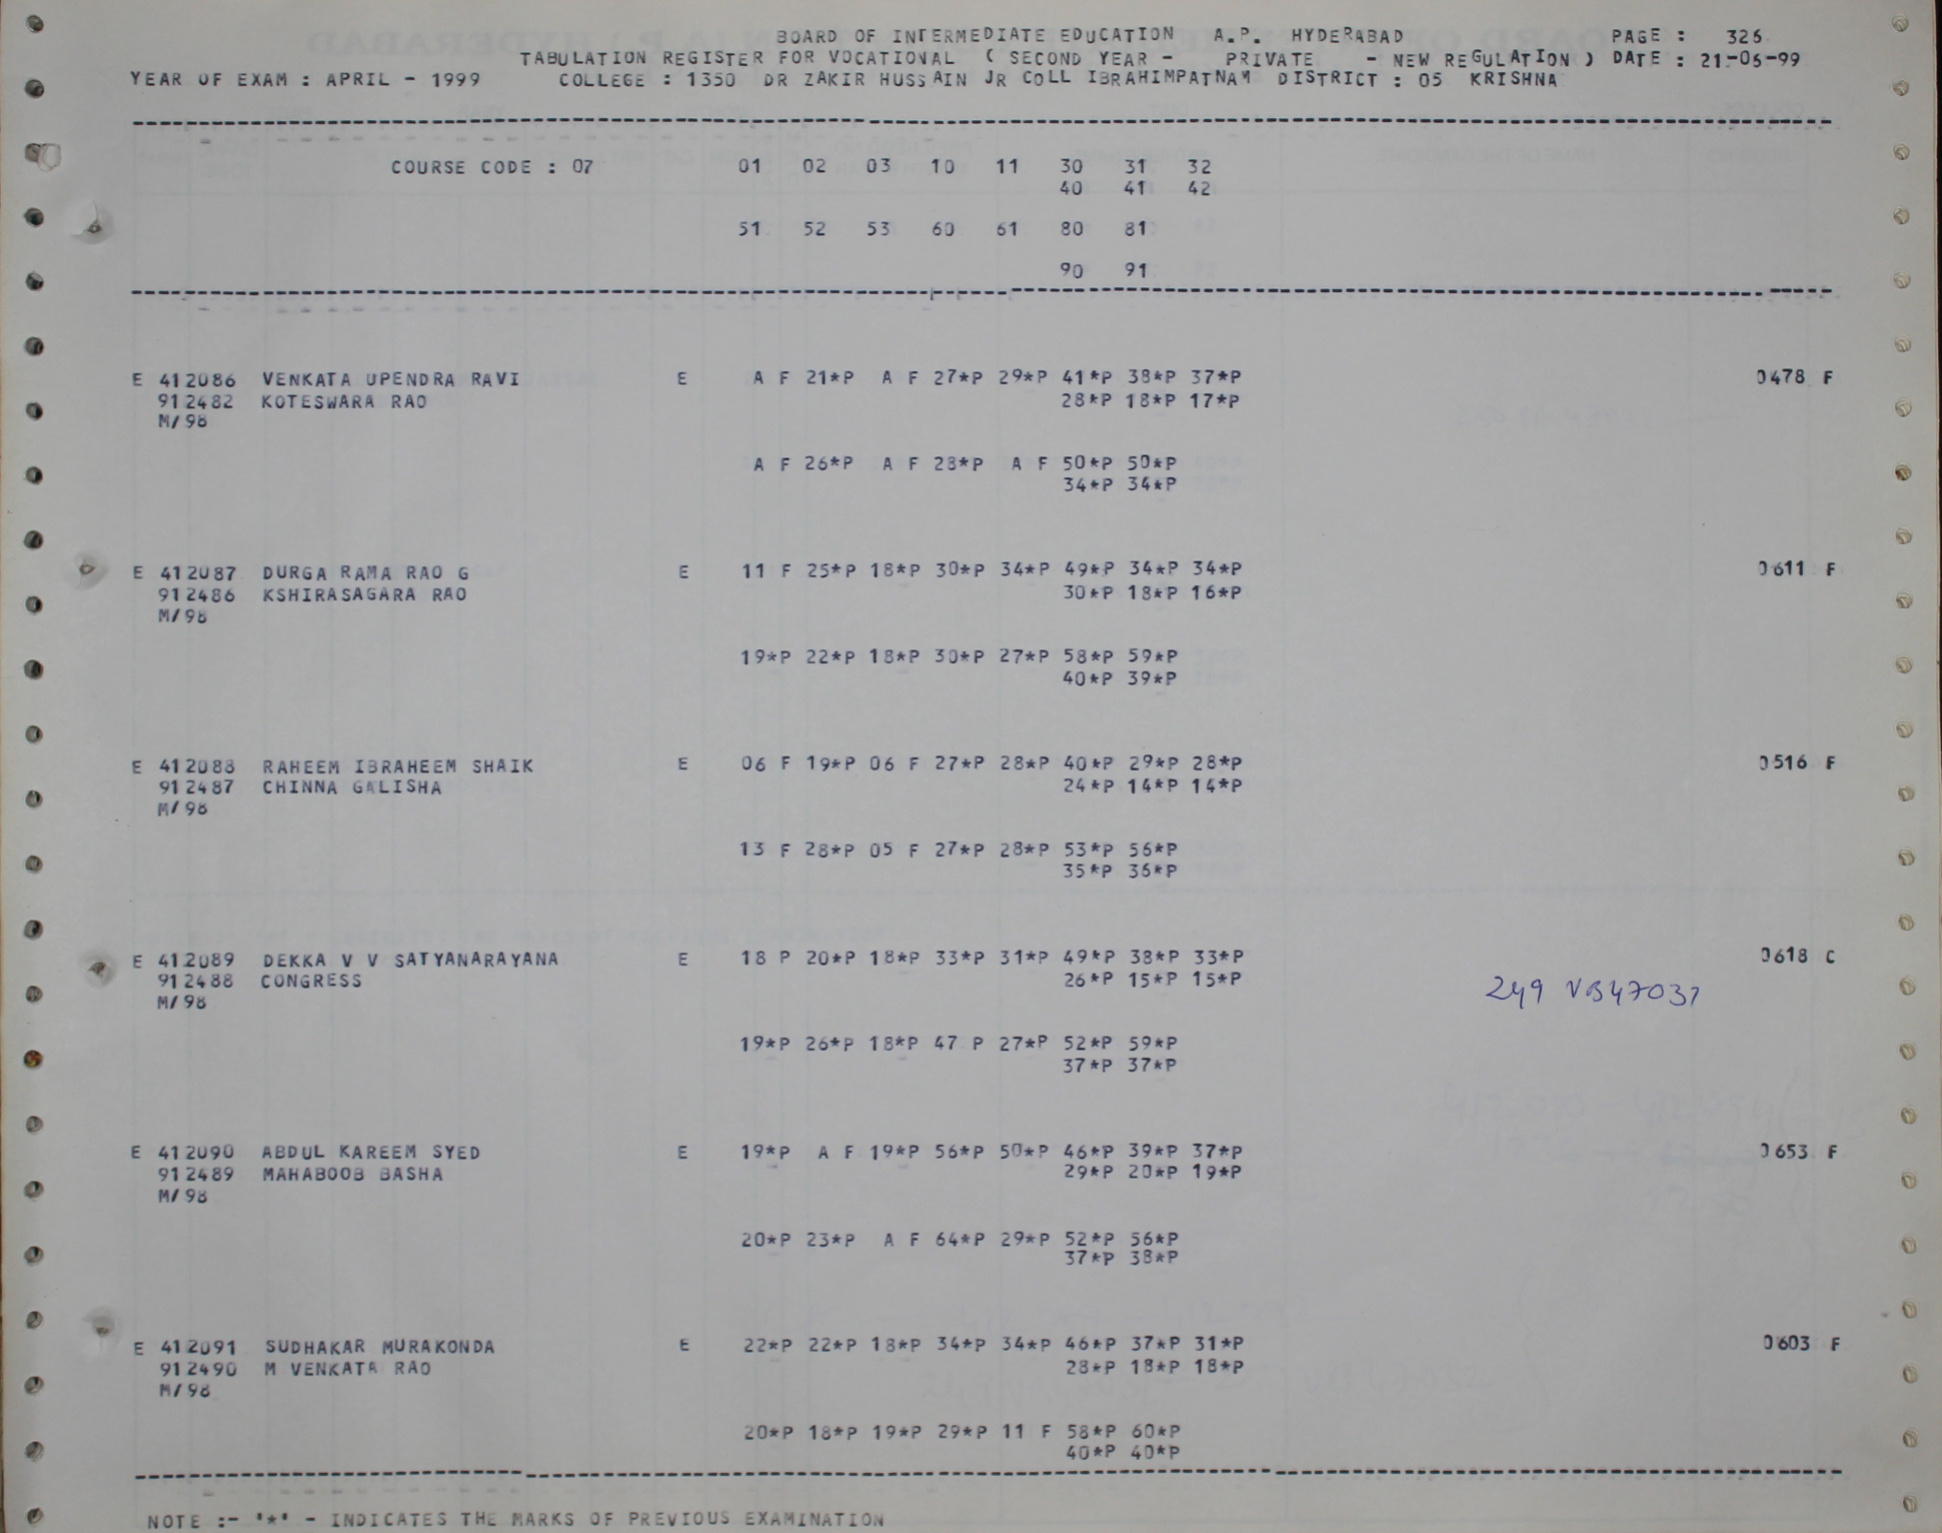 BOARD OF INTERMEDIATE EDUCATION A.P. HYDERABAD PAGE : 326
TABULATION REGISTER FOR VOCATIONAL ( SECOND YEAR - PRIVATE - NEW REGULATION ) DATE : 21-06-99
YEAR OF EXAM : APRIL - 1999 COLLEGE : 1350 DR ZAKIR HUSSAIN JR COLL IBRAHIMPATNAM DISTRICT : 05 KRISHNA
COURSE CODE : 07 01 02 03 10 11 30 31 32
40 41 42
51 52 53 60 61 80 81
90 91
E 412086 VENKATA UPENDRA RAVI E A F 21*P A F 27*P 29*P 41*P 38*P 37*P 0478 F
912482 KOTESWARA RAO 28*P 18*P 17*P
M/98
A F 26*P A F 28*P A F 50*P 50*P
34*P 34*P
E 412087 DURGA RAMA RAO G E 11 F 25*P 18*P 30*P 34*P 49*P 34*P 34*P 0611 F
912486 KSHIRASAGARA RAO 30*P 18*P 16*P
M/98
19*P 22*P 18*P 30*P 27*P 58*P 59*P
40*P 39*P
E 412088 RAHEEM IBRAHEEM SHAIK E 06 F 19*P 06 F 27*P 28*P 40*P 29*P 28*P 0516 F
912487 CHINNA GALISHA 24*P 14*P 14*P
M/98
13 F 28*P 05 F 27*P 28*P 53*P 56*P
35*P 36*P
E 412089 DEKKA V V SATYANARAYANA E 18 P 20*P 18*P 33*P 31*P 49*P 38*P 33*P 0618 C
912488 CONGRESS 26*P 15*P 15*P 249 VB47037
M/98
19*P 26*P 18*P 47 P 27*P 52*P 59*P
37*P 37*P
E 412090 ABDUL KAREEM SYED E 19*P A F 19*P 56*P 50*P 46*P 39*P 37*P 0653 F
912489 MAHABOOB BASHA 29*P 20*P 19*P
M/98
20*P 23*P A F 64*P 29*P 52*P 56*P
37*P 38*P
E 412091 SUDHAKAR MURAKONDA E 22*P 22*P 18*P 34*P 34*P 46*P 37*P 31*P 0603 F
912490 M VENKATA RAO 28*P 18*P 18*P
M/98
20*P 18*P 19*P 29*P 11 F 58*P 60*P
40*P 40*P
NOTE :- '*' - INDICATES THE MARKS OF PREVIOUS EXAMINATION